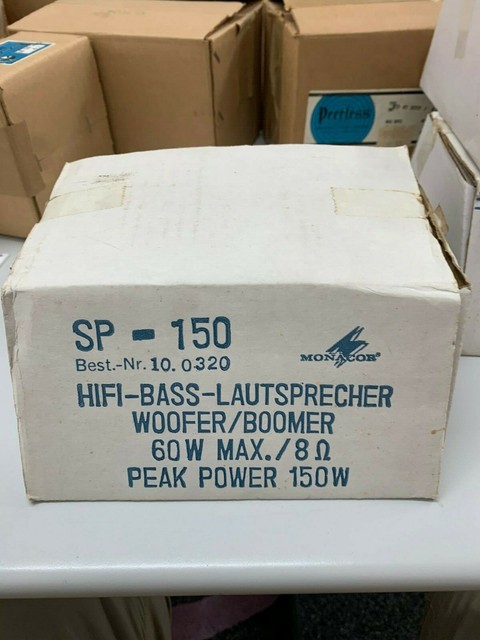 Peerless
SP - 150
Best.-Nr. 10.0320
MONACOR®
HIFI-BASS-LAUTSPRECHER
WOOFER/BOOMER
60W MAX./8Ω
PEAK POWER 150W